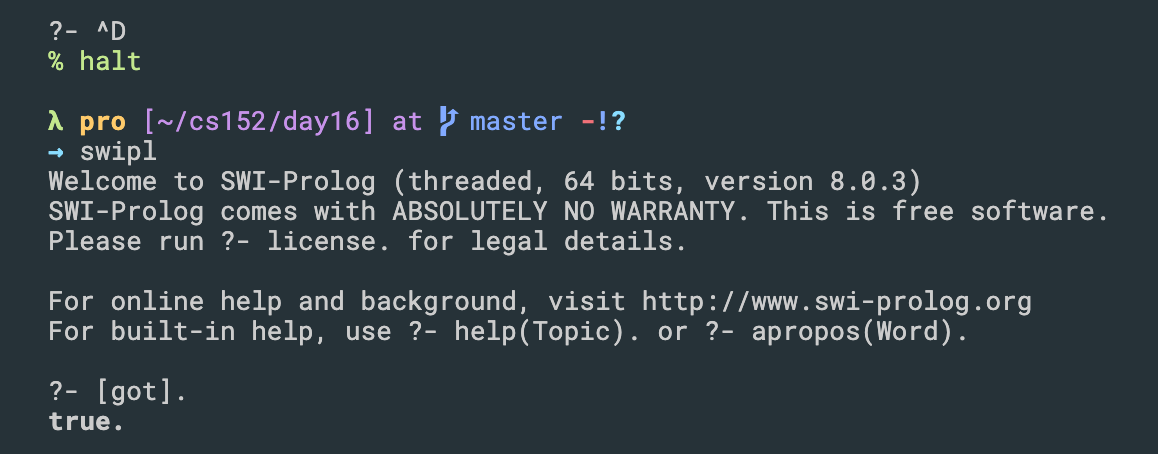 ?- ^D
% halt
λ pro [~/cs152/day16] at master -!?
→ swipl
Welcome to SWI-Prolog (threaded, 64 bits, version 8.0.3)
SWI-Prolog comes with ABSOLUTELY NO WARRANTY. This is free software.
Please run ?- license. for legal details.
For online help and background, visit http://www.swi-prolog.org
For built-in help, use ?- help(Topic). or ?- apropos(Word).
?- [got].
true.